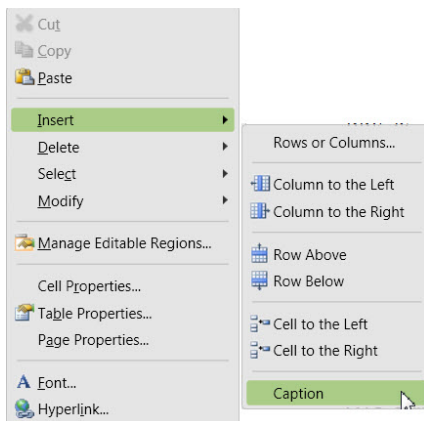 Cut
Copy
Paste
Insert
Delete
Select
Modify
Manage Editable Regions...
Cell Properties...
Table Properties...
Page Properties...
Font...
Hyperlink...
Rows or Columns...
Column to the Left
Column to the Right
Row Above
Row Below
Cell to the Left
Cell to the Right
Caption